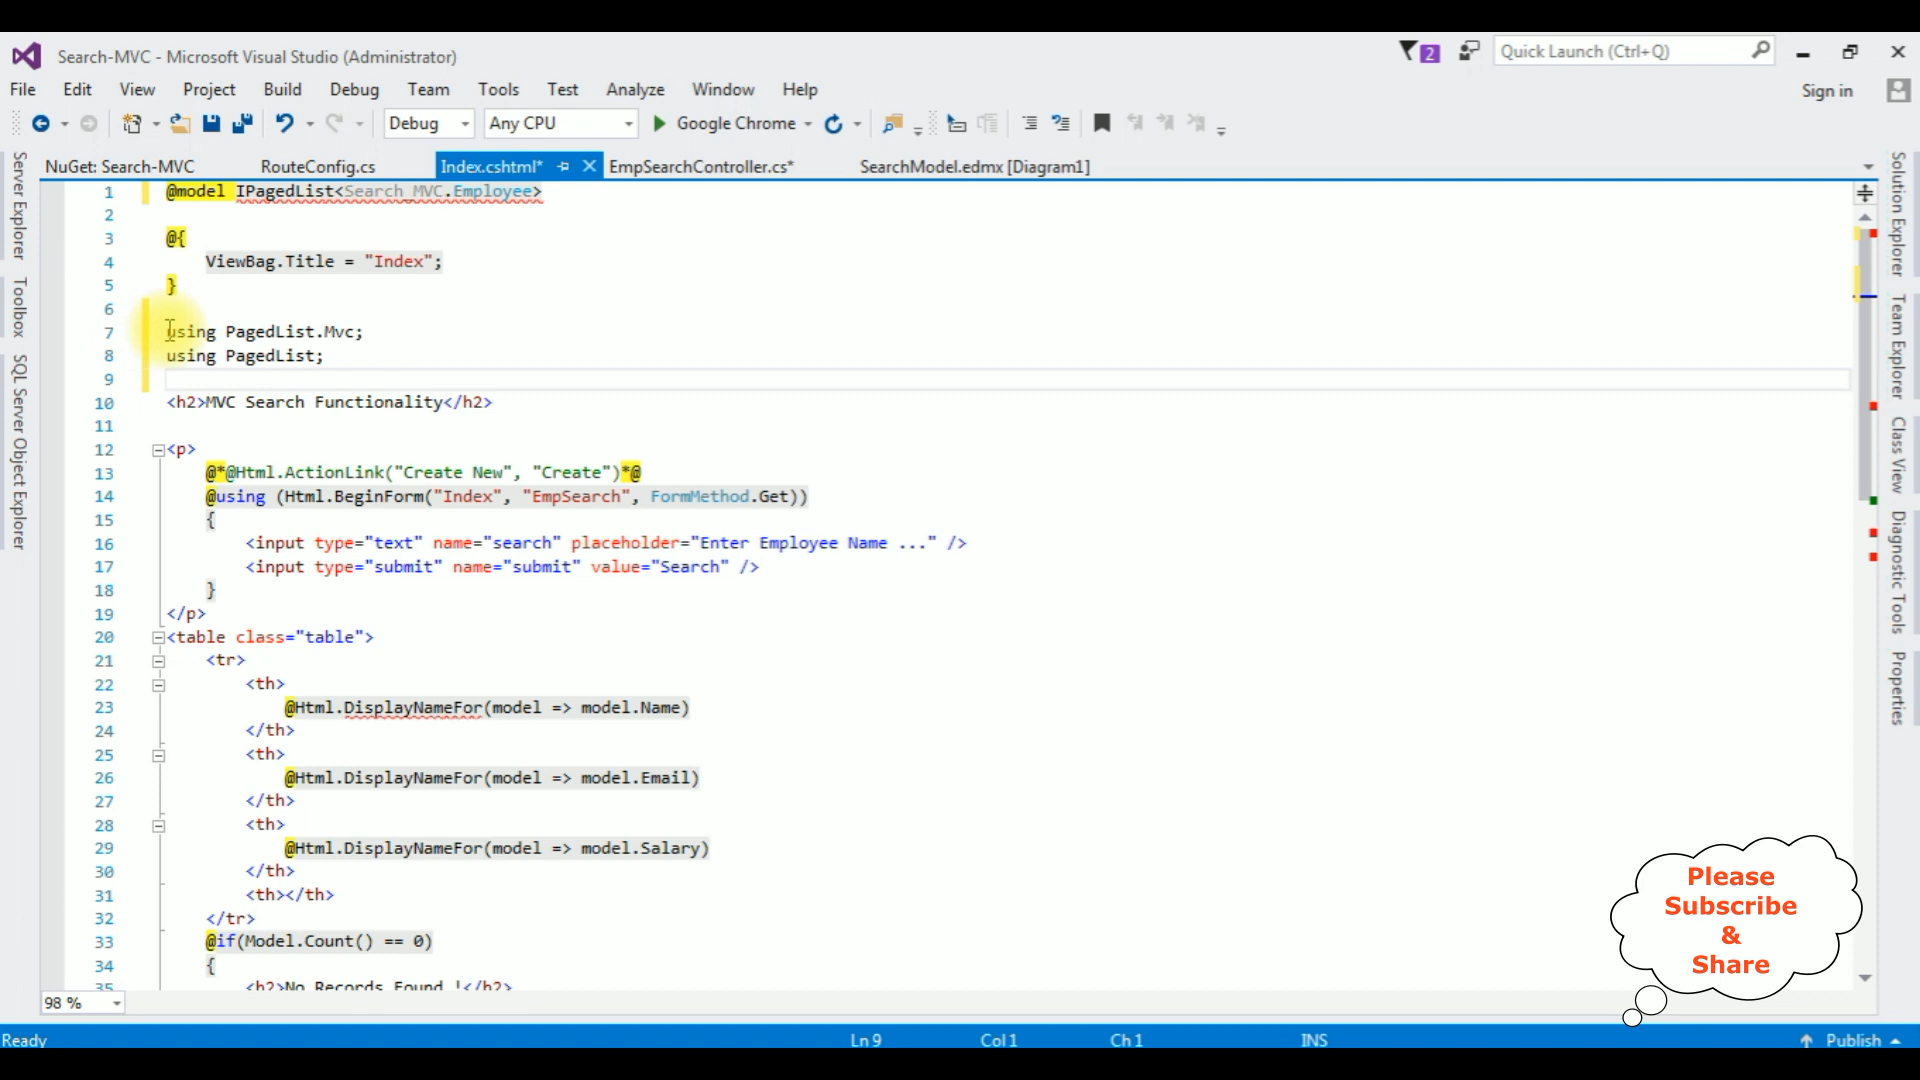 Search-MVC - Microsoft Visual Studio (Administrator)
2
Quick Launch (Ctrl+Q)
File Edit View Project Build Debug Team Tools Test Analyze Window Help
Sign in
Debug
Any CPU
Google Chrome
NuGet: Search-MVC
RouteConfig.cs
Index.cshtml*
EmpSearchController.cs*
SearchModel.edmx [Diagram1]
Server Explorer
Toolbox
SQL Server Object Explorer
1 @model IPagedList<Search_MVC.Employee>
2
3 @{
4 ViewBag.Title = "Index";
5 }
6
7 using PagedList.Mvc;
8 using PagedList;
9
10 <h2>MVC Search Functionality</h2>
11
12 <p>
13 @*@Html.ActionLink("Create New", "Create")*@
14 @using (Html.BeginForm("Index", "EmpSearch", FormMethod.Get))
15 {
16 <input type="text" name="search" placeholder="Enter Employee Name ..." />
17 <input type="submit" name="submit" value="Search" />
18 }
19 </p>
20 <table class="table">
21 <tr>
22 <th>
23 @Html.DisplayNameFor(model => model.Name)
24 </th>
25 <th>
26 @Html.DisplayNameFor(model => model.Email)
27 </th>
28 <th>
29 @Html.DisplayNameFor(model => model.Salary)
30 </th>
31 <th></th>
32 </tr>
33 @if(Model.Count() == 0)
34 {
35 <h2>No Records Found !</h2>
Solution Explorer
Team Explorer
Class View
Diagnostic Tools
Properties
Please
Subscribe
&
Share
98 %
Ready
Ln 9
Col 1
Ch 1
INS
Publish